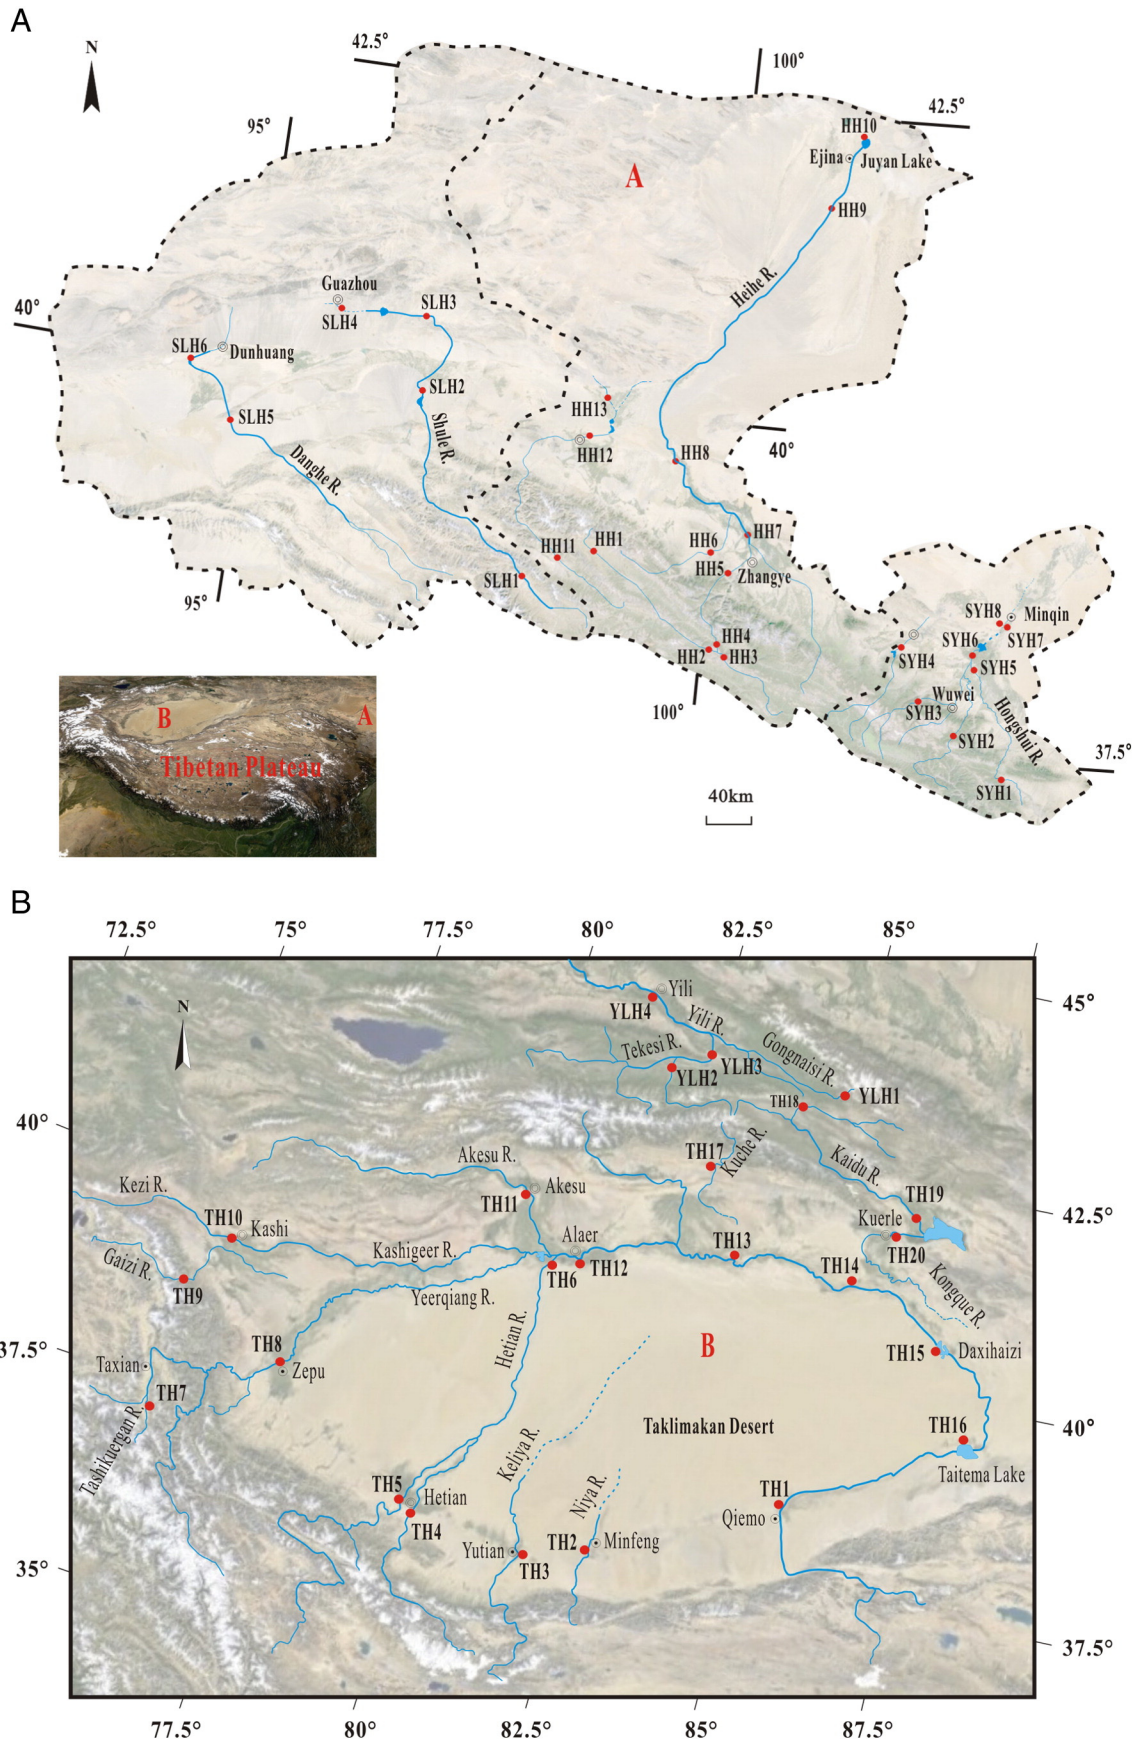 A
N
42.5°
100°
95°
42.5°
HH10
Ejina
Juyan Lake
A
HH9
Heihe R.
Guazhou
40°
SLH3
SLH4
SLH6
Dunhuang
SLH2
HH13
SLH5
Shule R.
HH12
40°
HH8
Danghe R.
HH7
HH6
HH1
HH11
HH5
Zhangye
SLH1
95°
SYH8
Minqin
SYH6
SYH7
HH4
HH2
HH3
SYH4
SYH5
Wuwei
100°
SYH3
Hongshui R.
SYH2
37.5°
SYH1
B
A
Tibetan Plateau
40km
B
72.5°
75°
77.5°
80°
82.5°
85°
N
Yili
45°
YLH4
Yili R.
Tekesi R.
Gongnaisi R.
YLH3
YLH2
YLH1
TH18
40°
TH17
Kuche R.
Akesu R.
Kaidu R.
Kezi R.
Akesu
TH11
TH19
TH10
Kashi
Kuerle
42.5°
Alaer
Kashigeer R.
TH13
TH20
Gaizi R.
TH6
TH12
TH14
TH9
Yeerqiang R.
Kongque R.
Hetian R.
TH8
B
37.5°
Taxian
Zepu
TH15
Daxihaizi
TH7
Tashikuergan R.
Taklimakan Desert
TH16
40°
Keliya R.
Taitema Lake
TH5
Hetian
Niya R.
TH1
TH4
Qiemo
Yutian
TH2
Minfeng
TH3
35°
37.5°
77.5°
80°
82.5°
85°
87.5°